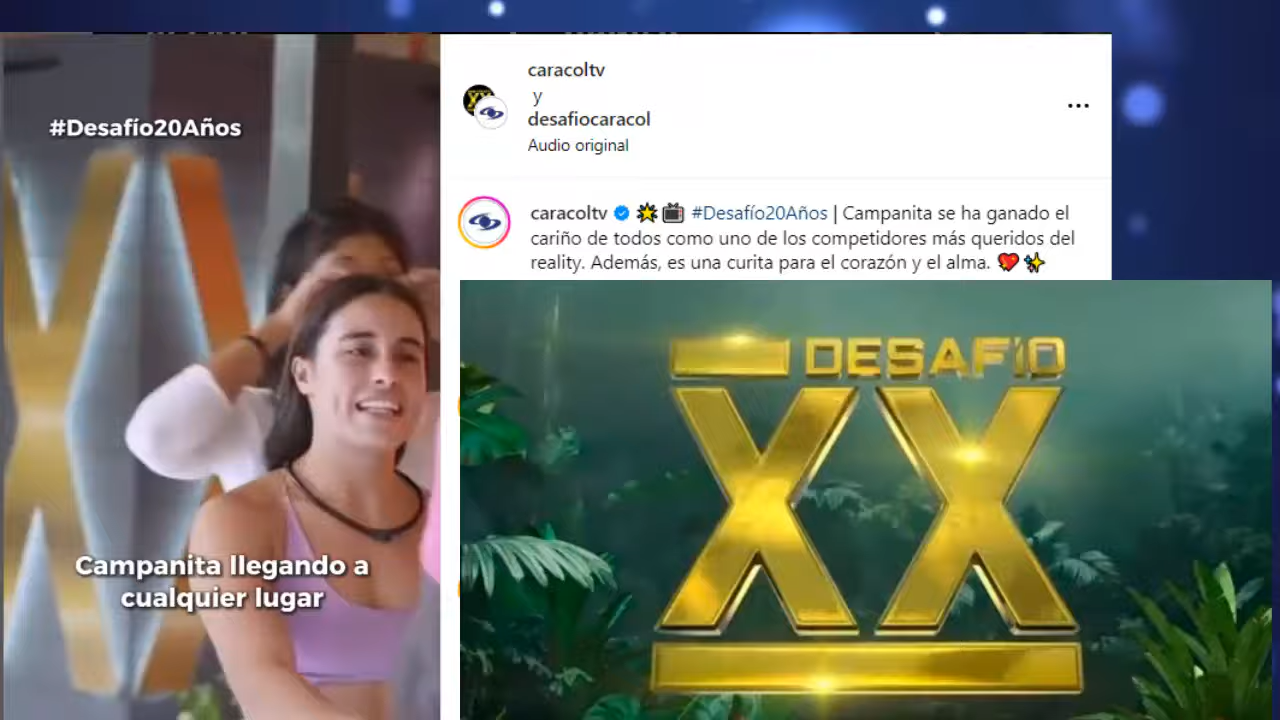 #Desafío20Años
Campanita llegando a
cualquier lugar
caracoltv
y
desafiocaracol
Audio original
caracoltv 🌟📺 #Desafío20Años | Campanita se ha ganado el
cariño de todos como uno de los competidores más queridos del
reality. Además, es una curita para el corazón y el alma. 💖✨
DESAFÍO
XX